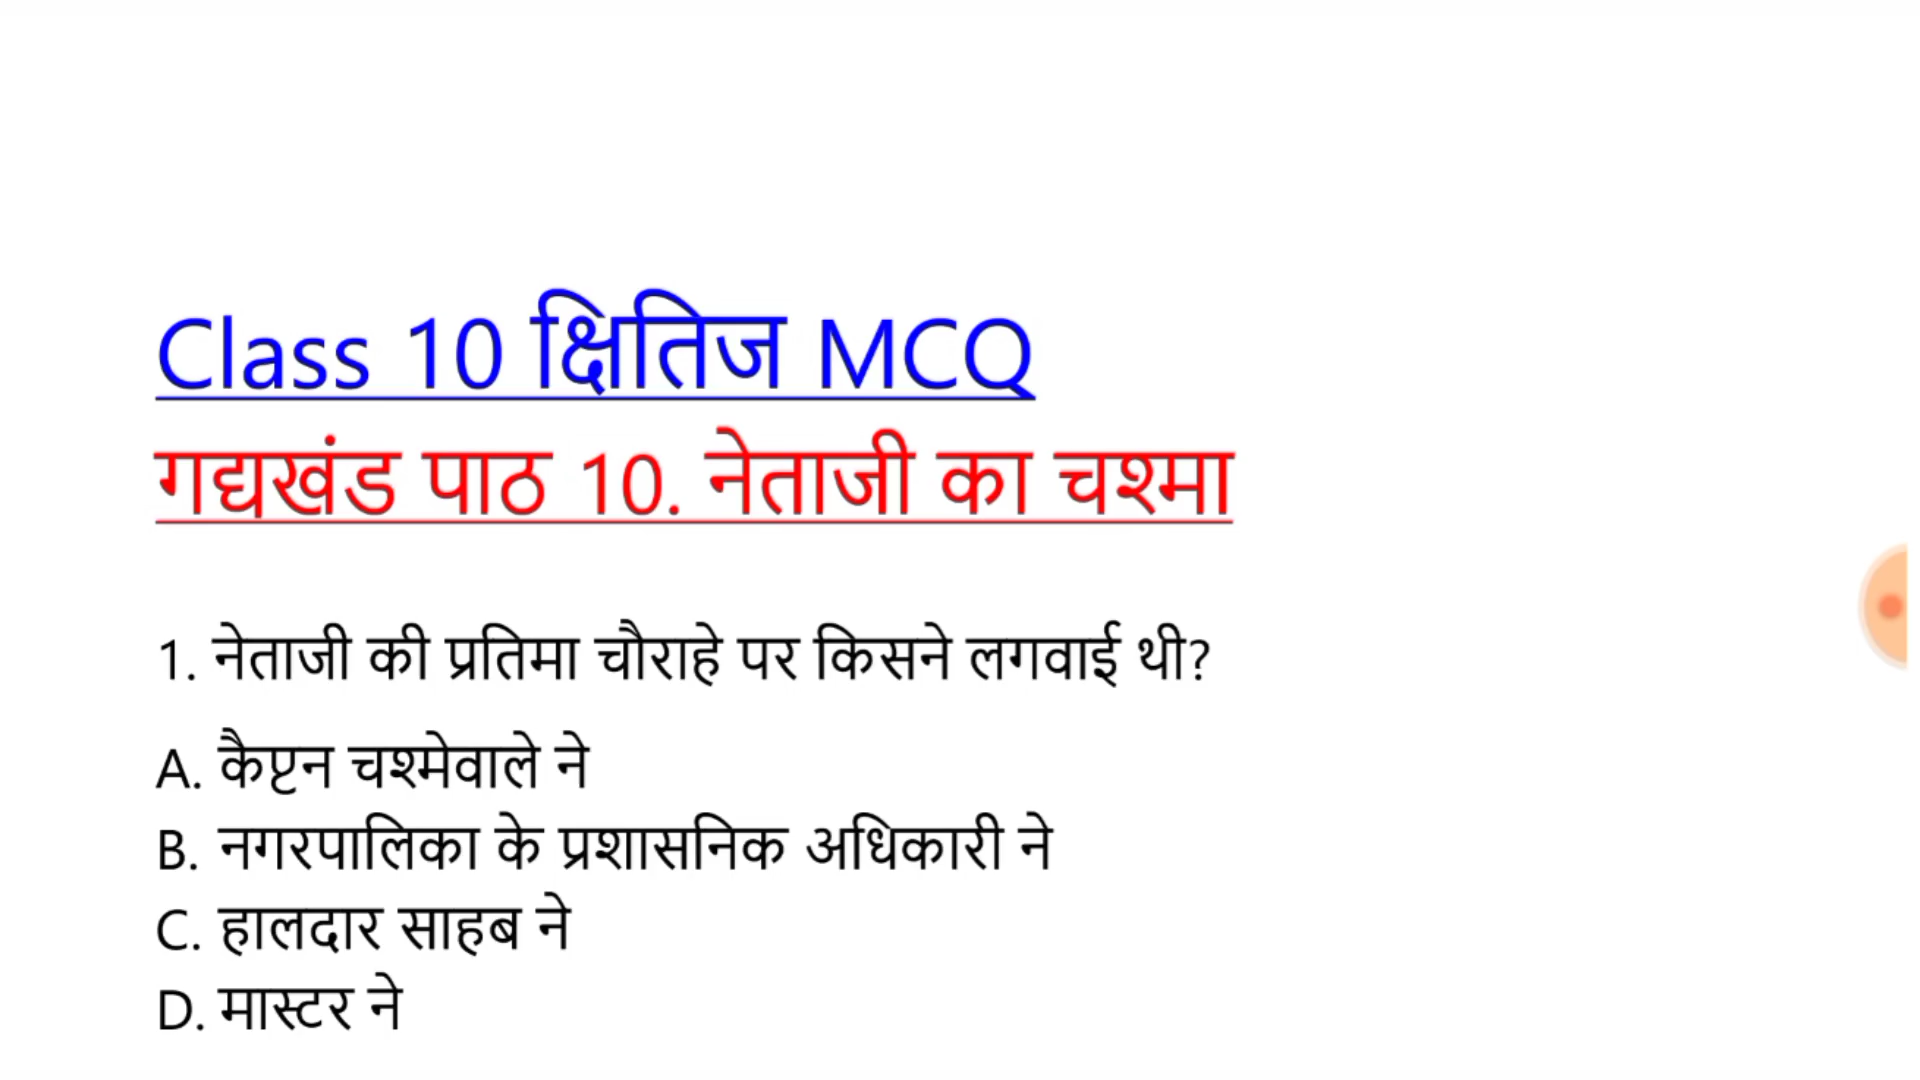 Class 10 क्षितिज MCQ
गद्यखंड पाठ 10. नेताजी का चश्मा
1. नेताजी की प्रतिमा चौराहे पर किसने लगवाई थी?
A. कैप्टन चश्मेवाले ने
B. नगरपालिका के प्रशासनिक अधिकारी ने
C. हालदार साहब ने
D. मास्टर ने